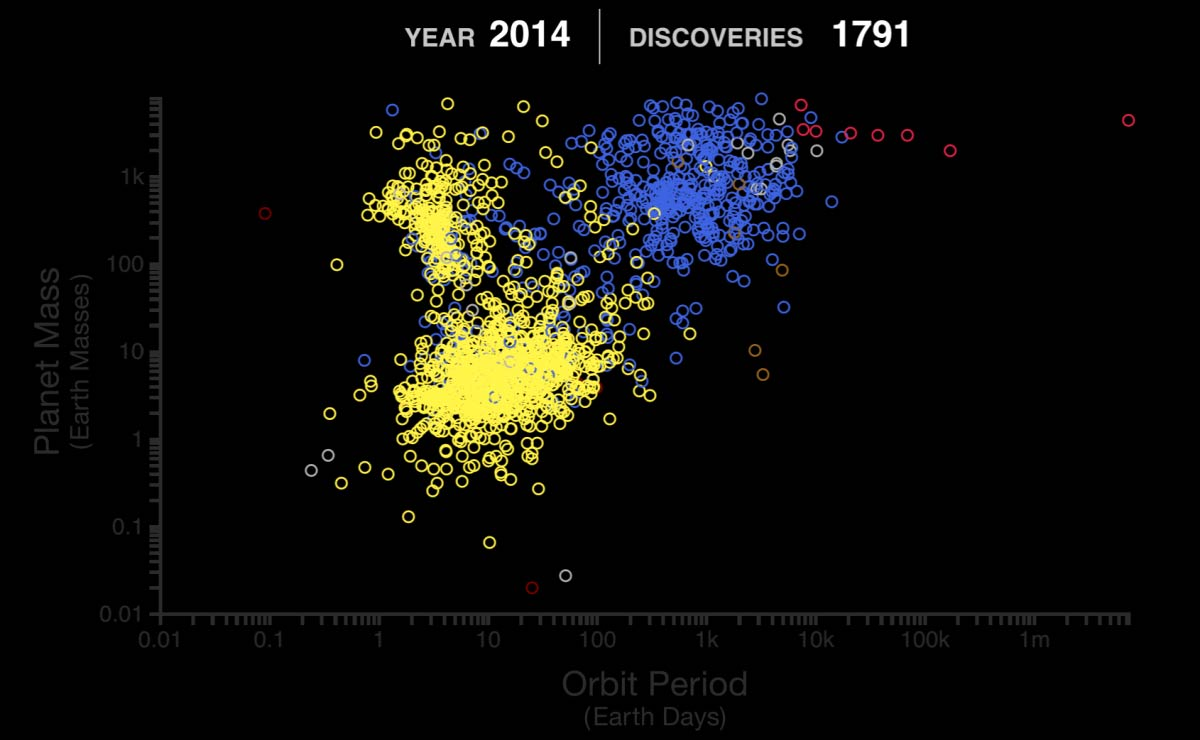 YEAR 2014 DISCOVERIES 1791
1k
100
10
1
0.1
0.01
Planet Mass
(Earth Masses)
0.01 0.1 1 10 100 1k 10k 100k 1m
Orbit Period
(Earth Days)